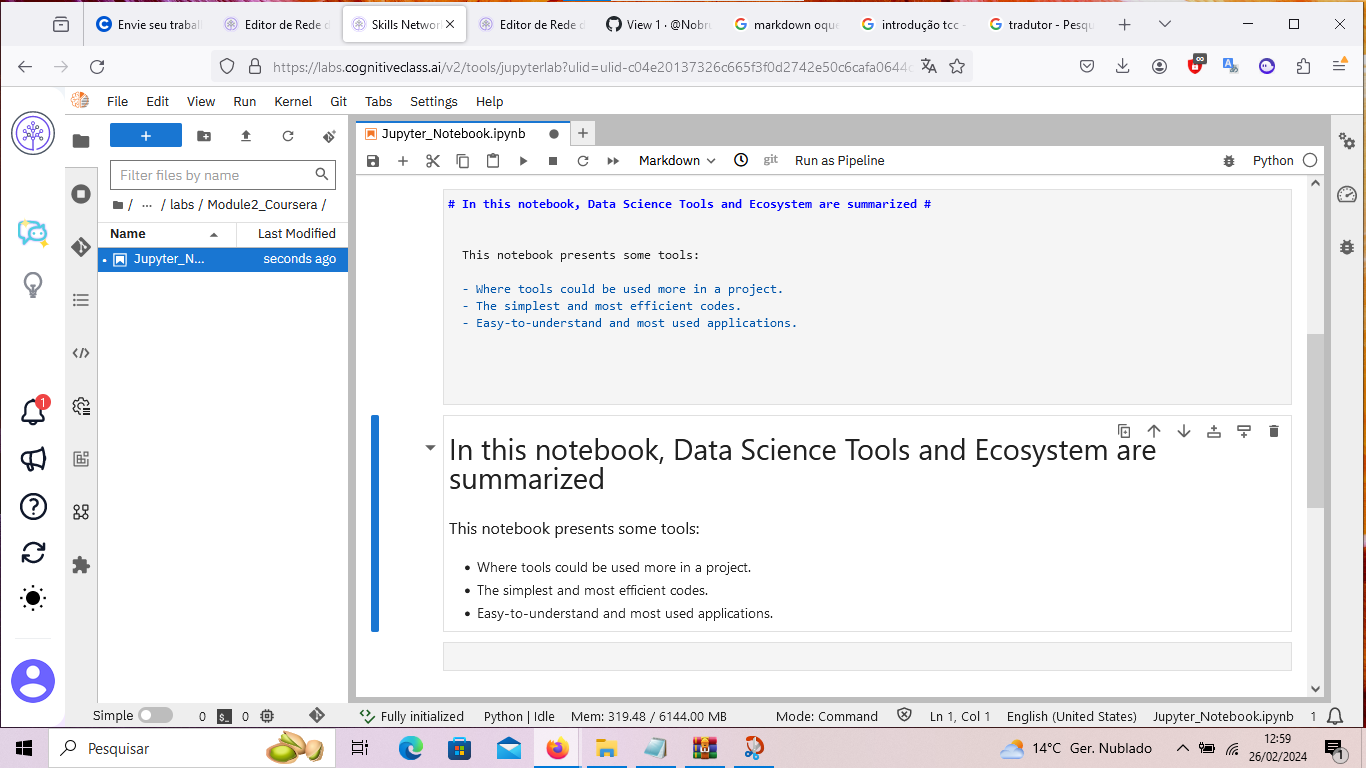 Envie seu trabal
Editor de Rede d
Skills Networ
Editor de Rede d
View 1 · @Nobru
markdown oque
introdução tcc -
tradutor - Pesqu
https://labs.cognitiveclass.ai/v2/tools/jupyterlab?ulid=ulid-c04e20137326c665f3f0d2742e50c6cafa0644c
File Edit View Run Kernel Git Tabs Settings Help
Jupyter_Notebook.ipynb
Markdown git Run as Pipeline Python
Filter files by name
/ ··· / labs / Module2_Coursera /
Name Last Modified
Jupyter_N... seconds ago
# In this notebook, Data Science Tools and Ecosystem are summarized #
This notebook presents some tools:
- Where tools could be used more in a project.
- The simplest and most efficient codes.
- Easy-to-understand and most used applications.
In this notebook, Data Science Tools and Ecosystem are
summarized
This notebook presents some tools:
• Where tools could be used more in a project.
• The simplest and most efficient codes.
• Easy-to-understand and most used applications.
1
Simple 0 0 Fully initialized Python | Idle Mem: 319.48 / 6144.00 MB Mode: Command Ln 1, Col 1 English (United States) Jupyter_Notebook.ipynb 1
Pesquisar
14°C Ger. Nublado
12:59
26/02/2024
1